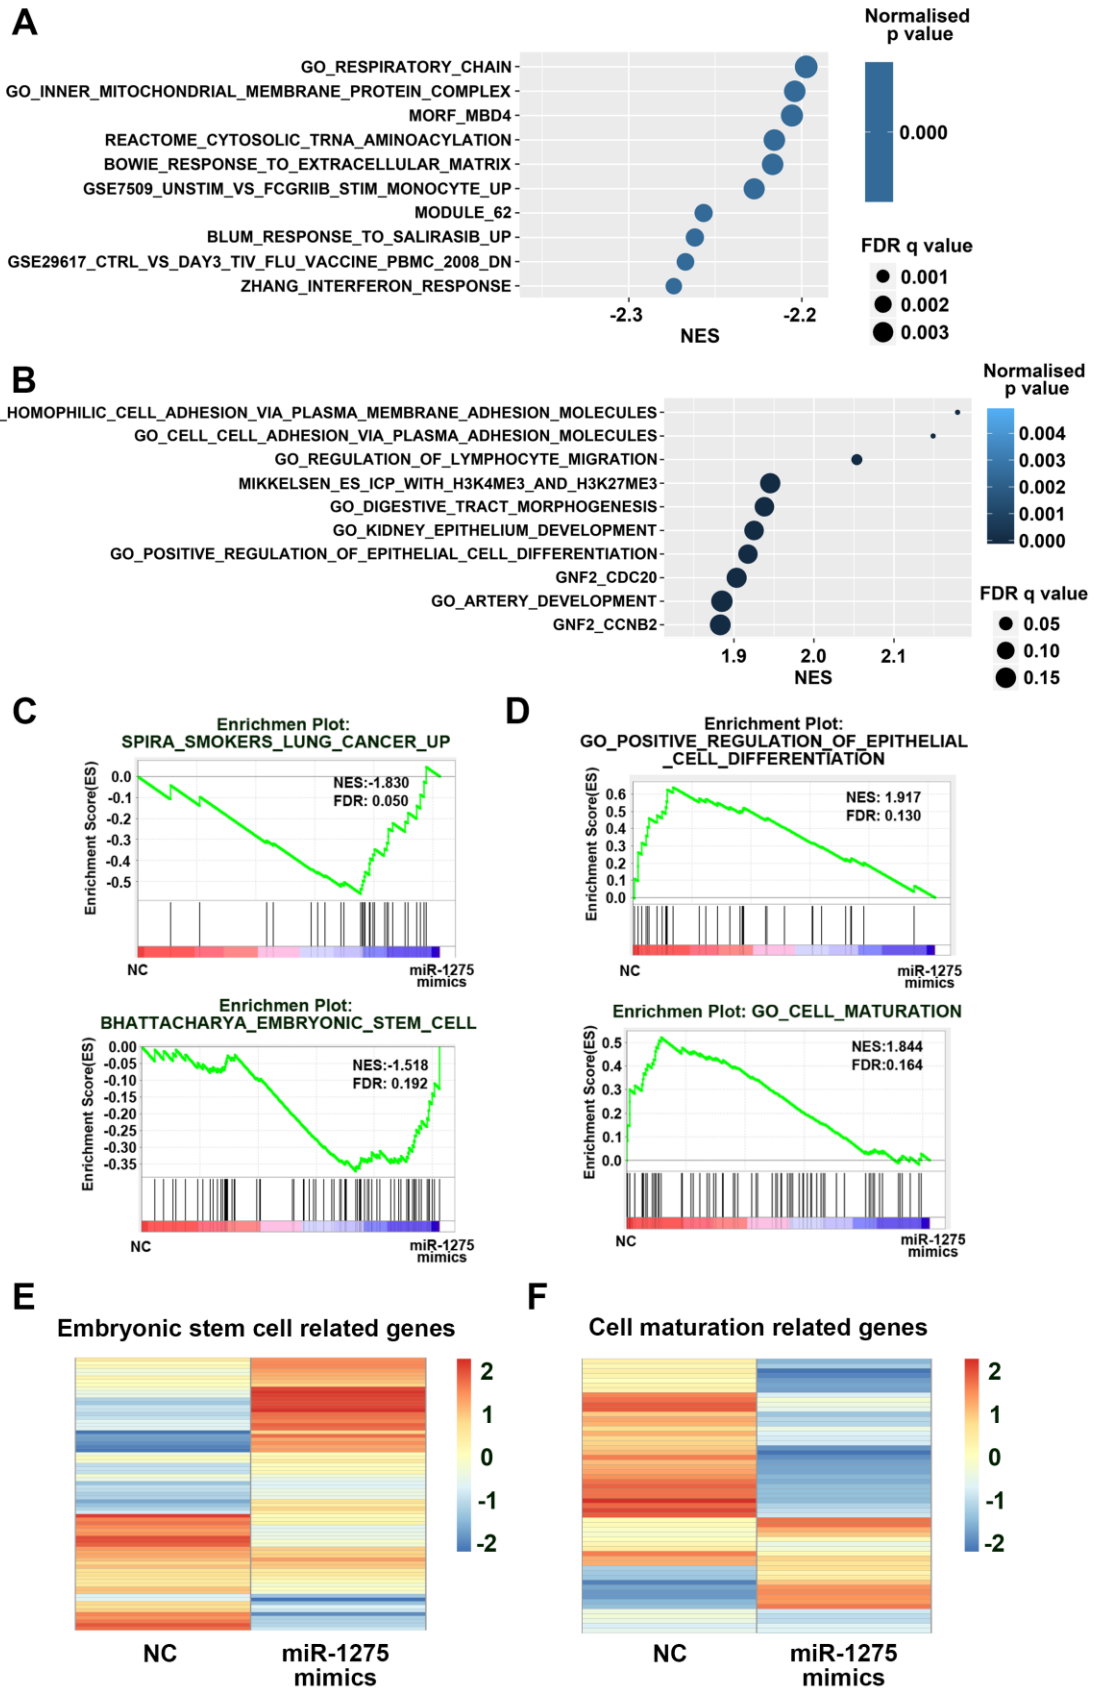 A
Normalised
p value
GO_RESPIRATORY_CHAIN
GO_INNER_MITOCHONDRIAL_MEMBRANE_PROTEIN_COMPLEX
MORF_MBD4
REACTOME_CYTOSOLIC_TRNA_AMINOACYLATION
BOWIE_RESPONSE_TO_EXTRACELLULAR_MATRIX
GSE7509_UNSTIM_VS_FCGRIIB_STIM_MONOCYTE_UP
MODULE_62
BLUM_RESPONSE_TO_SALIRASIB_UP
GSE29617_CTRL_VS_DAY3_TIV_FLU_VACCINE_PBMC_2008_DN
ZHANG_INTERFERON_RESPONSE
-2.3
-2.2
NES
0.000
FDR q value
0.001
0.002
0.003
B
Normalised
p value
_HOMOPHILIC_CELL_ADHESION_VIA_PLASMA_MEMBRANE_ADHESION_MOLECULES
GO_CELL_CELL_ADHESION_VIA_PLASMA_ADHESION_MOLECULES
GO_REGULATION_OF_LYMPHOCYTE_MIGRATION
MIKKELSEN_ES_ICP_WITH_H3K4ME3_AND_H3K27ME3
GO_DIGESTIVE_TRACT_MORPHOGENESIS
GO_KIDNEY_EPITHELIUM_DEVELOPMENT
GO_POSITIVE_REGULATION_OF_EPITHELIAL_CELL_DIFFERENTIATION
GNF2_CDC20
GO_ARTERY_DEVELOPMENT
GNF2_CCNB2
1.9
2.0
2.1
NES
0.004
0.003
0.002
0.001
0.000
FDR q value
0.05
0.10
0.15
C
Enrichmen Plot:
SPIRA_SMOKERS_LUNG_CANCER_UP
Enrichment Score(ES)
0.0
-0.1
-0.2
-0.3
-0.4
-0.5
NES:-1.830
FDR: 0.050
NC
miR-1275
mimics
Enrichmen Plot:
BHATTACHARYA_EMBRYONIC_STEM_CELL
Enrichment Score(ES)
0.00
-0.05
-0.10
-0.15
-0.20
-0.25
-0.30
-0.35
NES:-1.518
FDR: 0.192
NC
miR-1275
mimics
D
Enrichment Plot:
GO_POSITIVE_REGULATION_OF_EPITHELIAL
_CELL_DIFFERENTIATION
Enrichment Score(ES)
0.6
0.5
0.4
0.3
0.2
0.1
0.0
NES: 1.917
FDR: 0.130
NC
miR-1275
mimics
Enrichmen Plot: GO_CELL_MATURATION
Enrichment Score(ES)
0.5
0.4
0.3
0.2
0.1
0.0
NES:1.844
FDR:0.164
NC
miR-1275
mimics
E
Embryonic stem cell related genes
2
1
0
-1
-2
NC
miR-1275
mimics
F
Cell maturation related genes
2
1
0
-1
-2
NC
miR-1275
mimics